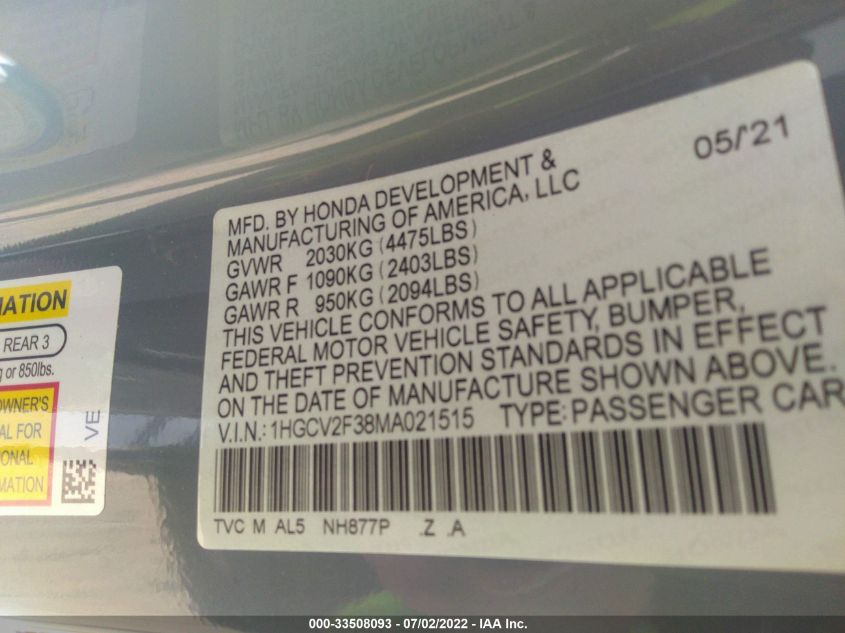 05/'21
MFD. BY HONDA DEVELOPMENT &
MANUFACTURING OF AMERICA, LLC
GVWR 2030KG (4475LBS)
GAWR F 1090KG (2403LBS)
GAWR R 950KG (2094LBS)
THIS VEHICLE CONFORMS TO ALL APPLICABLE
FEDERAL MOTOR VEHICLE SAFETY, BUMPER,
AND THEFT PREVENTION STANDARDS IN EFFECT
ON THE DATE OF MANUFACTURE SHOWN ABOVE.
V.I.N.: 1HGCV2F38MA021515 TYPE: PASSENGER CAR
TVC M AL5 NH877P .Z .A
MATION
REAR 3
g or 850lbs.
OWNER'S
AL FOR
IONAL
RMATION
VE
000-33508093 - 07/02/2022 - IAA Inc.